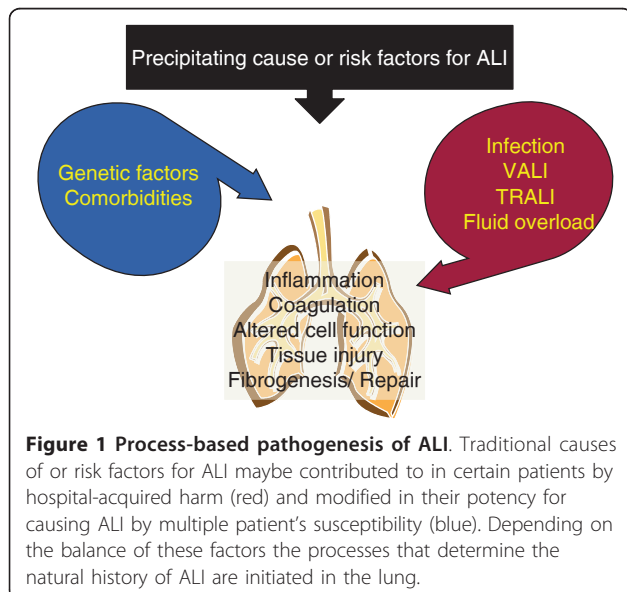 Precipitating cause or risk factors for ALI
Genetic factors
Comorbidities
Infection
VALI
TRALI
Fluid overload
Inflammation
Coagulation
Altered cell function
Tissue injury
Fibrogenesis/ Repair
Figure 1 Process-based pathogenesis of ALI. Traditional causes
of or risk factors for ALI maybe contributed to in certain patients by
hospital-acquired harm (red) and modified in their potency for
causing ALI by multiple patient's susceptibility (blue). Depending on
the balance of these factors the processes that determine the
natural history of ALI are initiated in the lung.